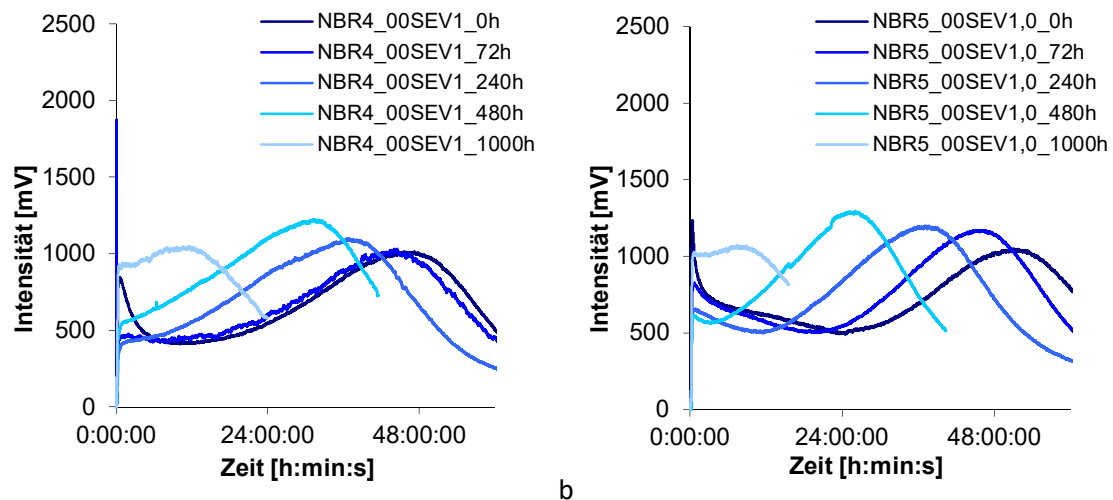 2500
2000
1500
1000
500
0
Intensität [mV]
NBR4_00SEV1_0h
NBR4_00SEV1_72h
NBR4_00SEV1_240h
NBR4_00SEV1_480h
NBR4_00SEV1_1000h
0:00:00 24:00:00 48:00:00
Zeit [h:min:s]
2500
2000
1500
1000
500
0
Intensität [mV]
NBR5_00SEV1,0_0h
NBR5_00SEV1,0_72h
NBR5_00SEV1,0_240h
NBR5_00SEV1,0_480h
NBR5_00SEV1,0_1000h
0:00:00 24:00:00 48:00:00
Zeit [h:min:s]
b